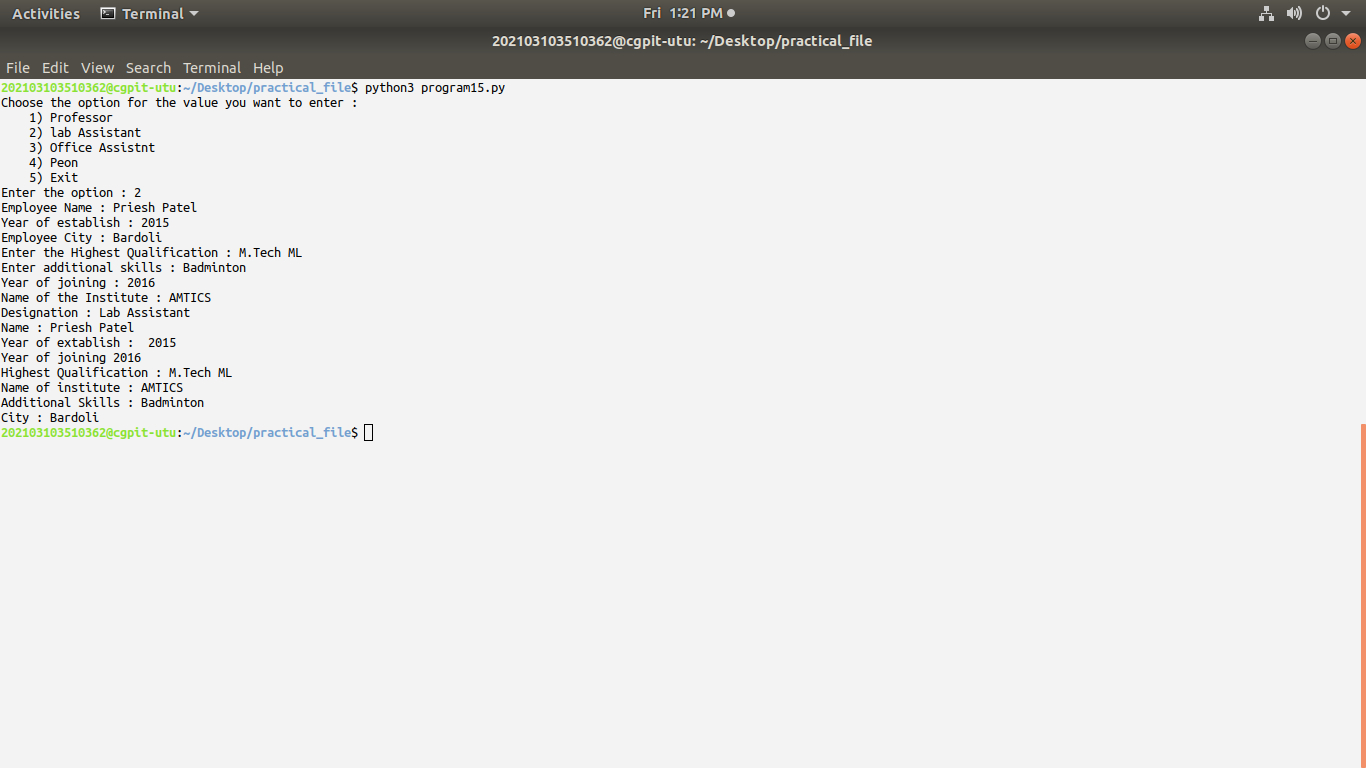 Activities Terminal Fri 1:21 PM
202103103510362@cgpit-utu: ~/Desktop/practical_file
File Edit View Search Terminal Help
202103103510362@cgpit-utu:~/Desktop/practical_file$ python3 program15.py
Choose the option for the value you want to enter :
    1) Professor
    2) lab Assistant
    3) Office Assistnt
    4) Peon
    5) Exit
Enter the option : 2
Employee Name : Priesh Patel
Year of establish : 2015
Employee City : Bardoli
Enter the Highest Qualification : M.Tech ML
Enter additional skills : Badminton
Year of joining : 2016
Name of the Institute : AMTICS
Designation : Lab Assistant
Name : Priesh Patel
Year of extablish :  2015
Year of joining 2016
Highest Qualification : M.Tech ML
Name of institute : AMTICS
Additional Skills : Badminton
City : Bardoli
202103103510362@cgpit-utu:~/Desktop/practical_file$